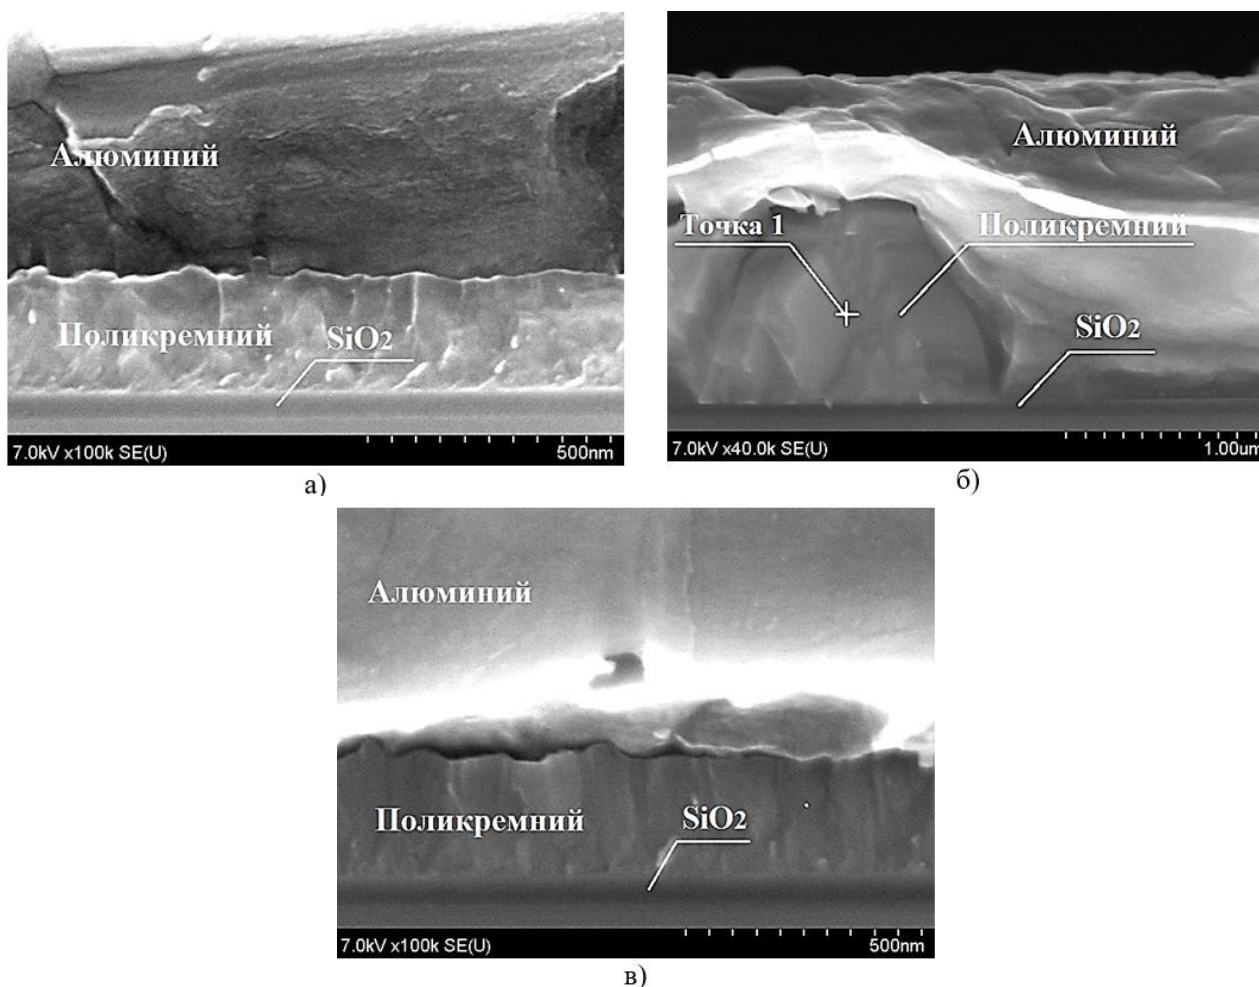 Алюминий
Поликремний
SiO2
7.0kV x100k SE(U) 500nm
а)
Алюминий
Точка 1
Поликремний
SiO2
7.0kV x40.0k SE(U) 1.00um
б)
Алюминий
Поликремний
SiO2
7.0kV x100k SE(U) 500nm
в)